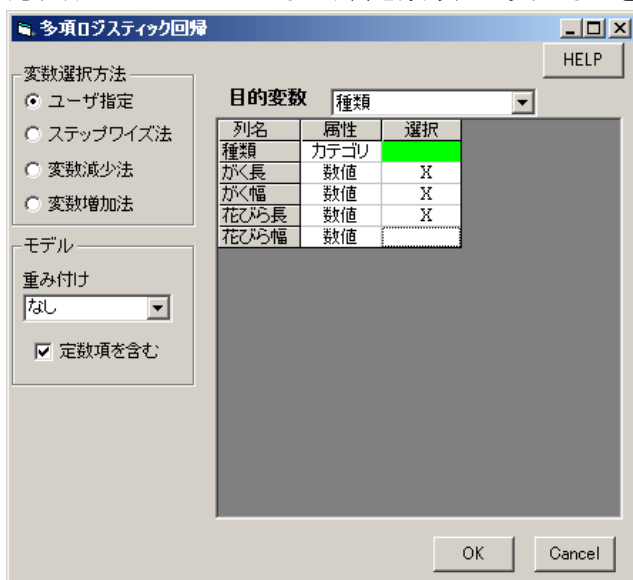 多項ロジスティック回帰
HELP
変数選択方法
ユーザ指定
ステップワイズ法
変数減少法
変数増加法
目的変数 種類
列名 属性 選択
種類 カテゴリ
がく長 数値 X
がく幅 数値 X
花びら長 数値 X
花びら幅 数値
モデル
重み付け
なし
定数項を含む
OK Cancel